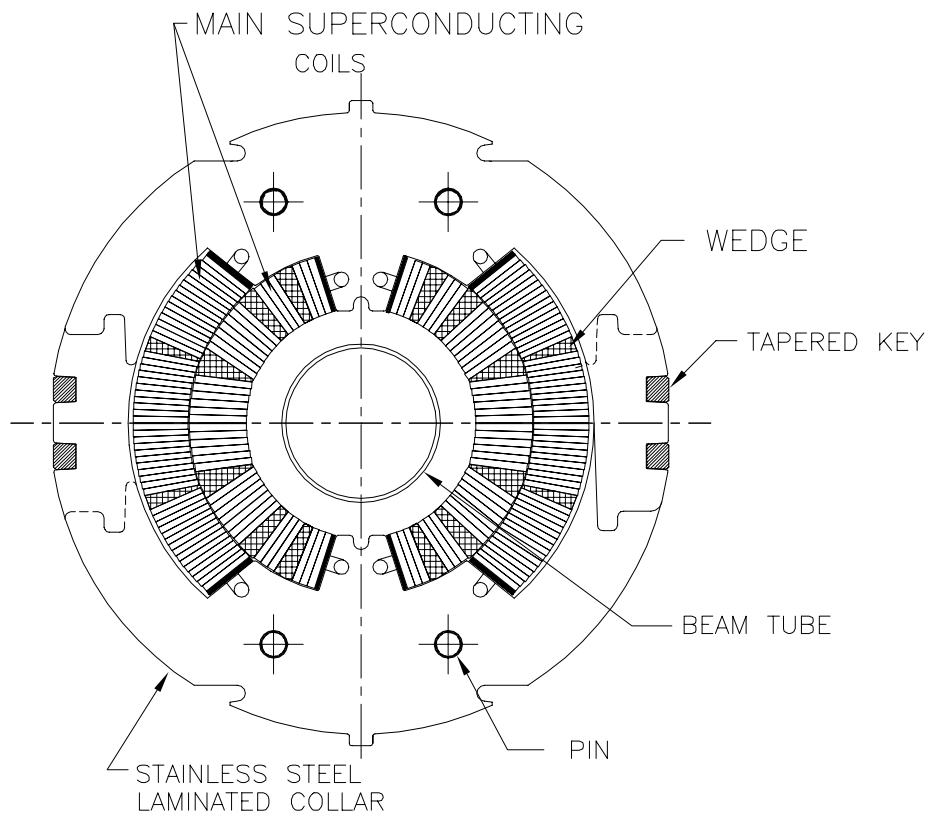 MAIN SUPERCONDUCTING
COILS
WEDGE
TAPERED KEY
BEAM TUBE
PIN
STAINLESS STEEL
LAMINATED COLLAR